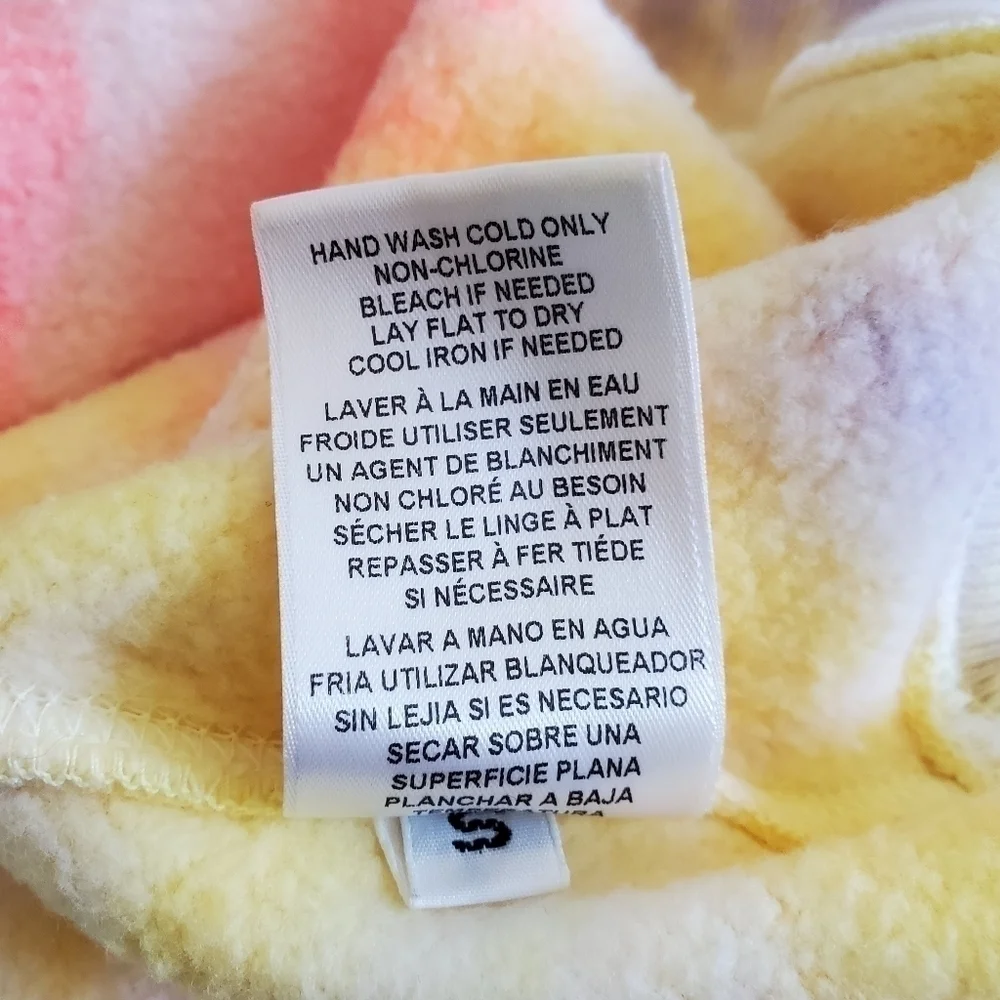 HAND WASH COLD ONLY
NON-CHLORINE
BLEACH IF NEEDED
LAY FLAT TO DRY
COOL IRON IF NEEDED
LAVER À LA MAIN EN EAU
FROIDE UTILISER SEULEMENT
UN AGENT DE BLANCHIMENT
NON CHLORÉ AU BESOIN
SÉCHER LE LINGE À PLAT
REPASSER À FER TIÉDE
SI NÉCESSAIRE
LAVAR A MANO EN AGUA
FRIA UTILIZAR BLANQUEADOR
SIN LEJIA SI ES NECESARIO
SECAR SOBRE UNA
SUPERFICIE PLANA
PLANCHAR A BAJA
TEMPERATURA
S